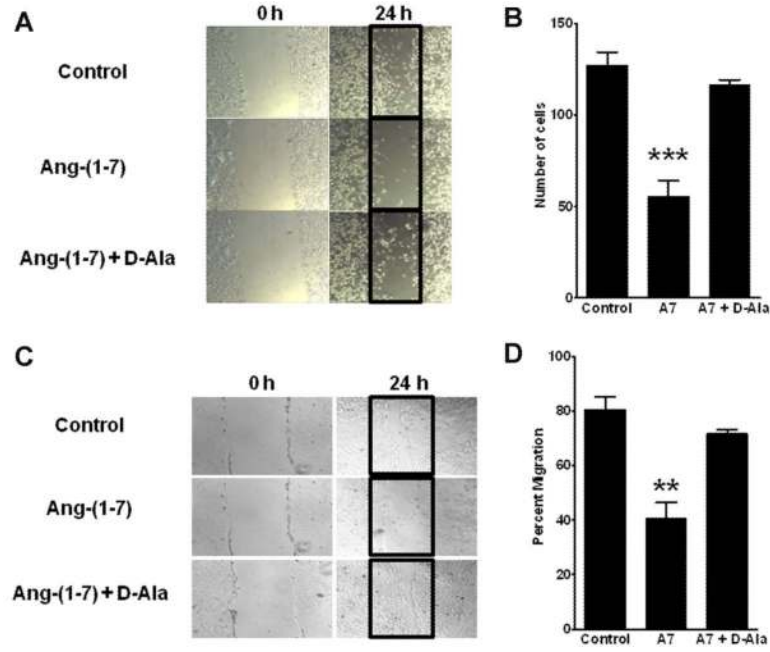 A
0 h
24 h
Control
Ang-(1-7)
Ang-(1-7) + D-Ala
B
Number of cells
150
100
50
0
***
Control
A7
A7 + D-Ala
C
0 h
24 h
Control
Ang-(1-7)
Ang-(1-7) + D-Ala
D
Percent Migration
100
80
60
40
20
0
**
Control
A7
A7 + D-Ala